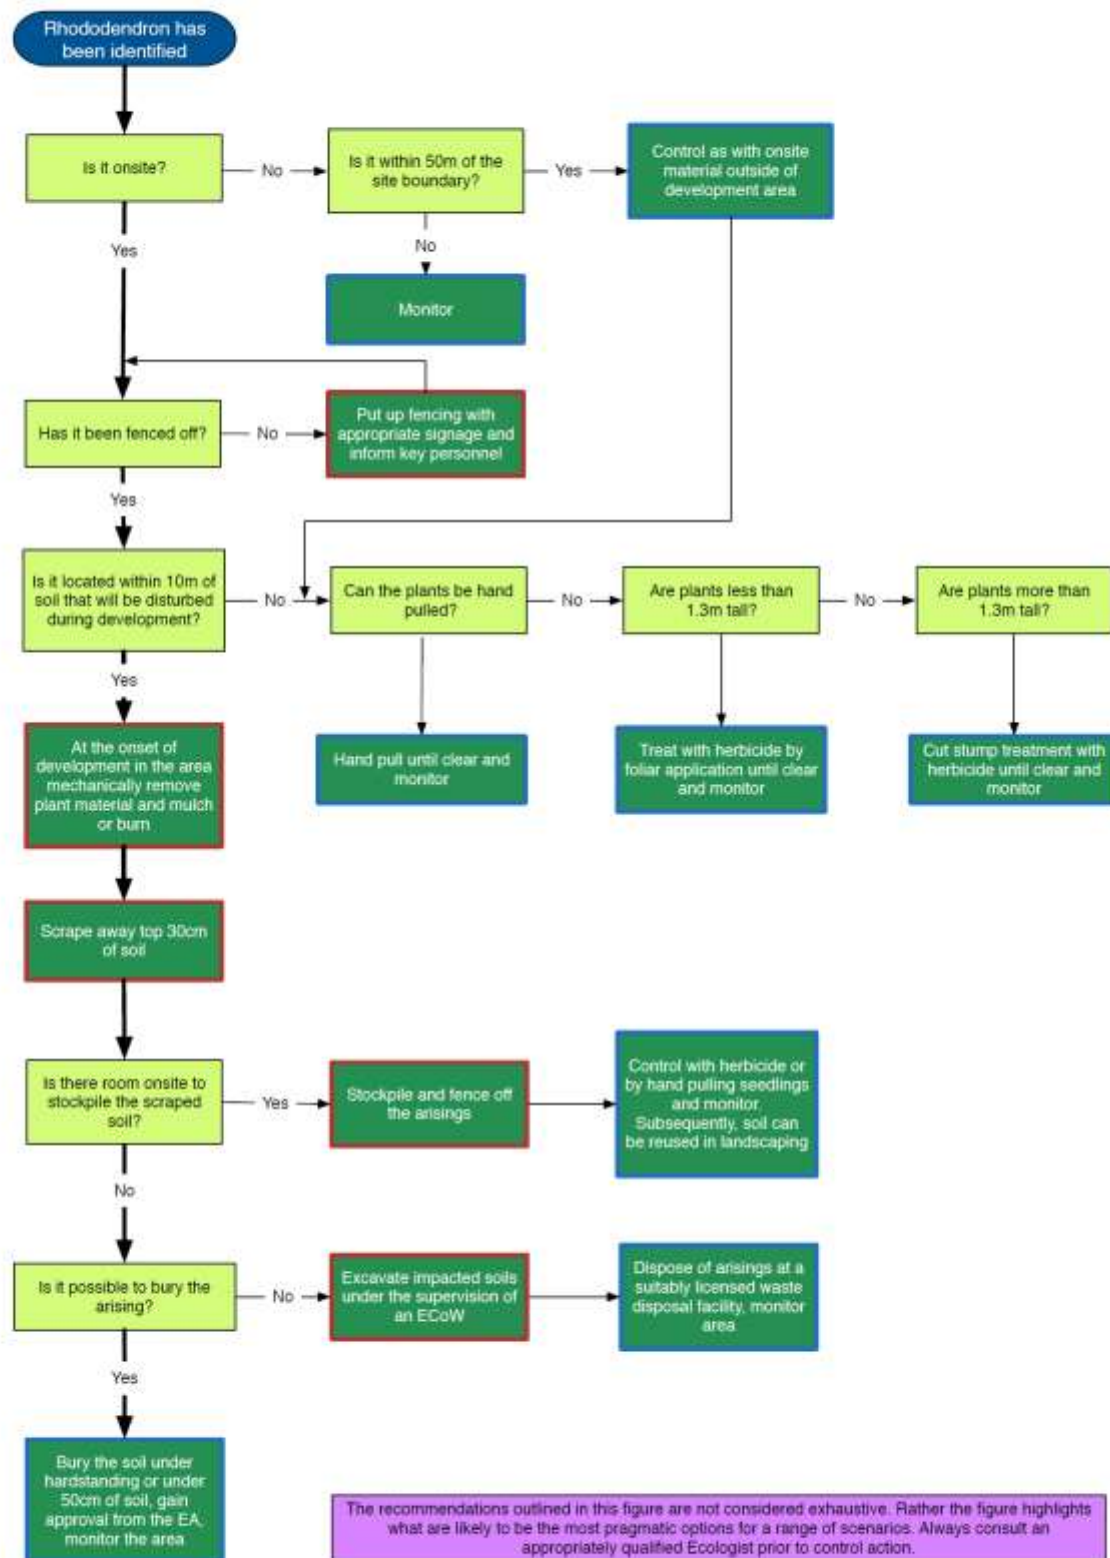 Rhododendron has
been identified
Is it onsite?
No
Is it within 50m of the
site boundary?
Yes
Control as with onsite
material outside of
development area
Yes
No
Monitor
Has it been fenced off?
No
Put up fencing with
appropriate signage and
inform key personnel
Yes
Is it located within 10m of
soil that will be disturbed
during development?
No
Can the plants be hand
pulled?
No
Are plants less than
1.3m tall?
No
Are plants more than
1.3m tall?
Yes
At the onset of
development in the area
mechanically remove
plant material and mulch
or burn
Hand pull until clear and
monitor
Treat with herbicide by
foliar application until clear
and monitor
Cut stump treatment with
herbicide until clear and
monitor
Scrape away top 30cm
of soil
Is there room onsite to
stockpile the scraped
soil?
Yes
Stockpile and fence off
the arisings
Control with herbicide or
by hand pulling seedlings
and monitor.
Subsequently, soil can
be reused in landscaping
No
Is it possible to bury the
arising?
No
Excavate impacted soils
under the supervision of
an ECoW
Dispose of arisings at a
suitably licensed waste
disposal facility, monitor
area
Yes
Bury the soil under
hardstanding or under
50cm of soil, gain
approval from the EA,
monitor the area
The recommendations outlined in this figure are not considered exhaustive. Rather the figure highlights
what are likely to be the most pragmatic options for a range of scenarios. Always consult an
appropriately qualified Ecologist prior to control action.